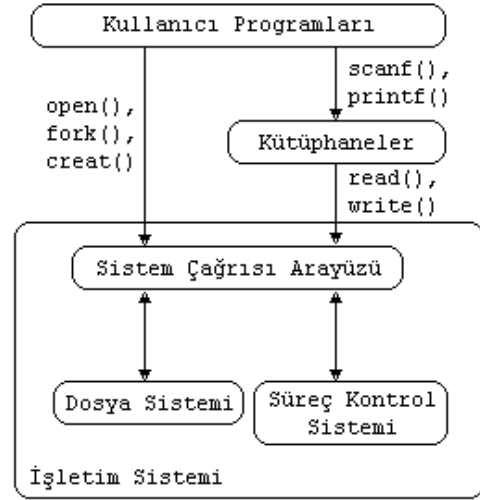 Kullanıcı Programları
scanf(),
printf()
open(),
fork(),
creat()
Kütüphaneler
read(),
write()
Sistem Çağrısı Arayüzü
Dosya Sistemi
Süreç Kontrol
Sistemi
İşletim Sistemi